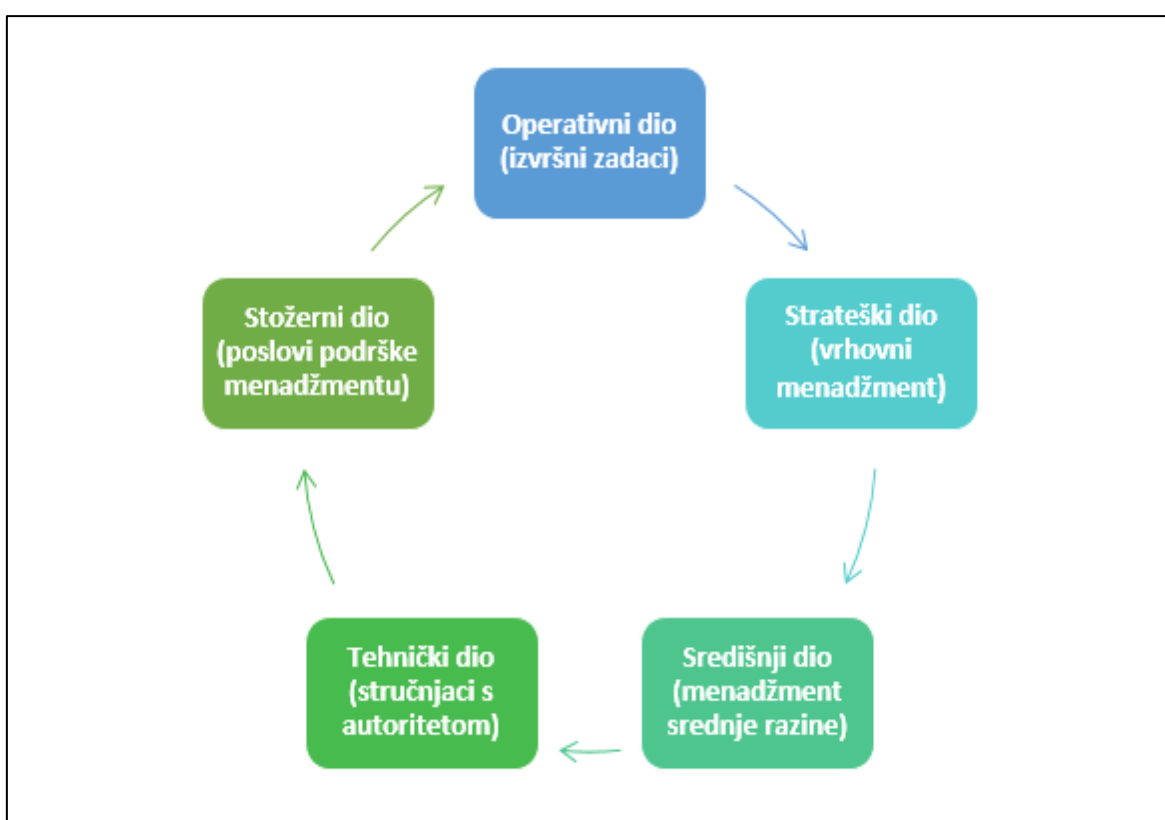 Operativni dio
(izvršni zadaci)
Strateški dio
(vrhovni
menadžment)
Središnji dio
(menadžment
srednje razine)
Tehnički dio
(stručnjaci s
autoritetom)
Stožerni dio
(poslovi podrške
menadžmentu)